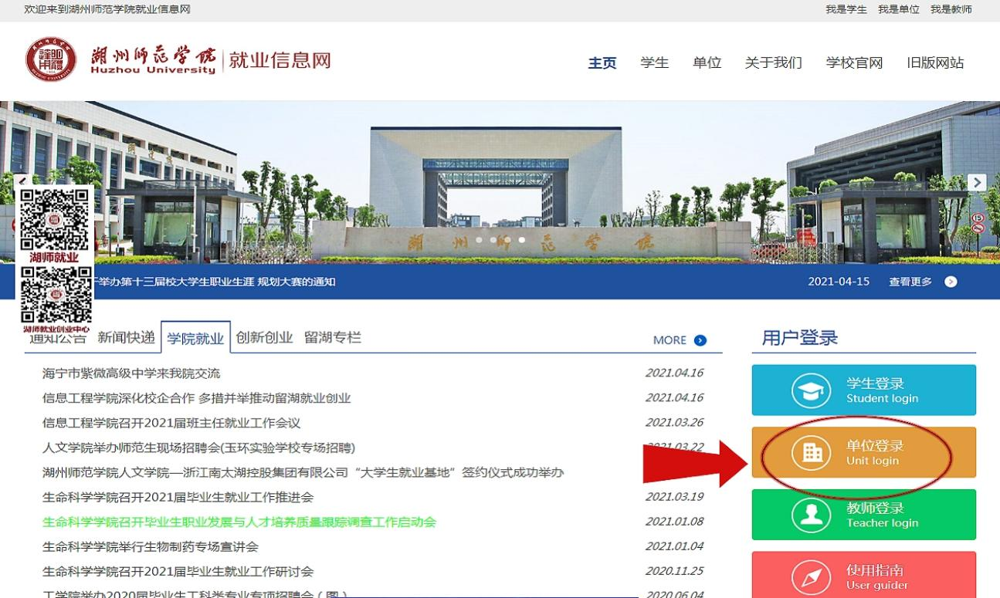 欢迎来到湖州师范学院就业信息网
我是学生 我是单位 我是教师
湖州师范学院 就业信息网
Huzhou University
主页 学生 单位 关于我们 学校官网 旧版网站
湖州师范学院
15
湖师就业
举办第十三届校大学生职业生涯 规划大赛的通知 2021-04-15 查看更多
湖师就业创业中心
通知公告 新闻快递 学院就业 创新创业 留湖专栏 MORE
海宁市紫微高级中学来我院交流 2021.04.16
信息工程学院深化校企合作 多措并举推动留湖就业创业 2021.04.16
信息工程学院召开2021届班主任就业工作会议 2021.03.26
人文学院举办师范生现场招聘会(玉环实验学校专场招聘) 2021.03.22
湖州师范学院人文学院—浙江南太湖控股集团有限公司“大学生就业基地”签约仪式成功举办
生命科学学院召开2021届毕业生就业工作推进会 2021.03.19
生命科学学院召开毕业生职业发展与人才培养质量跟踪调查工作启动会 2021.01.08
生命科学学院举行生物制药专场宣讲会 2021.01.04
生命科学学院召开2021届毕业生就业工作研讨会 2020.11.25
工学院举办2020届毕业生工科类专业专项招聘会（图） 2020.06.04
用户登录
学生登录
Student login
单位登录
Unit login
教师登录
Teacher login
使用指南
User guider